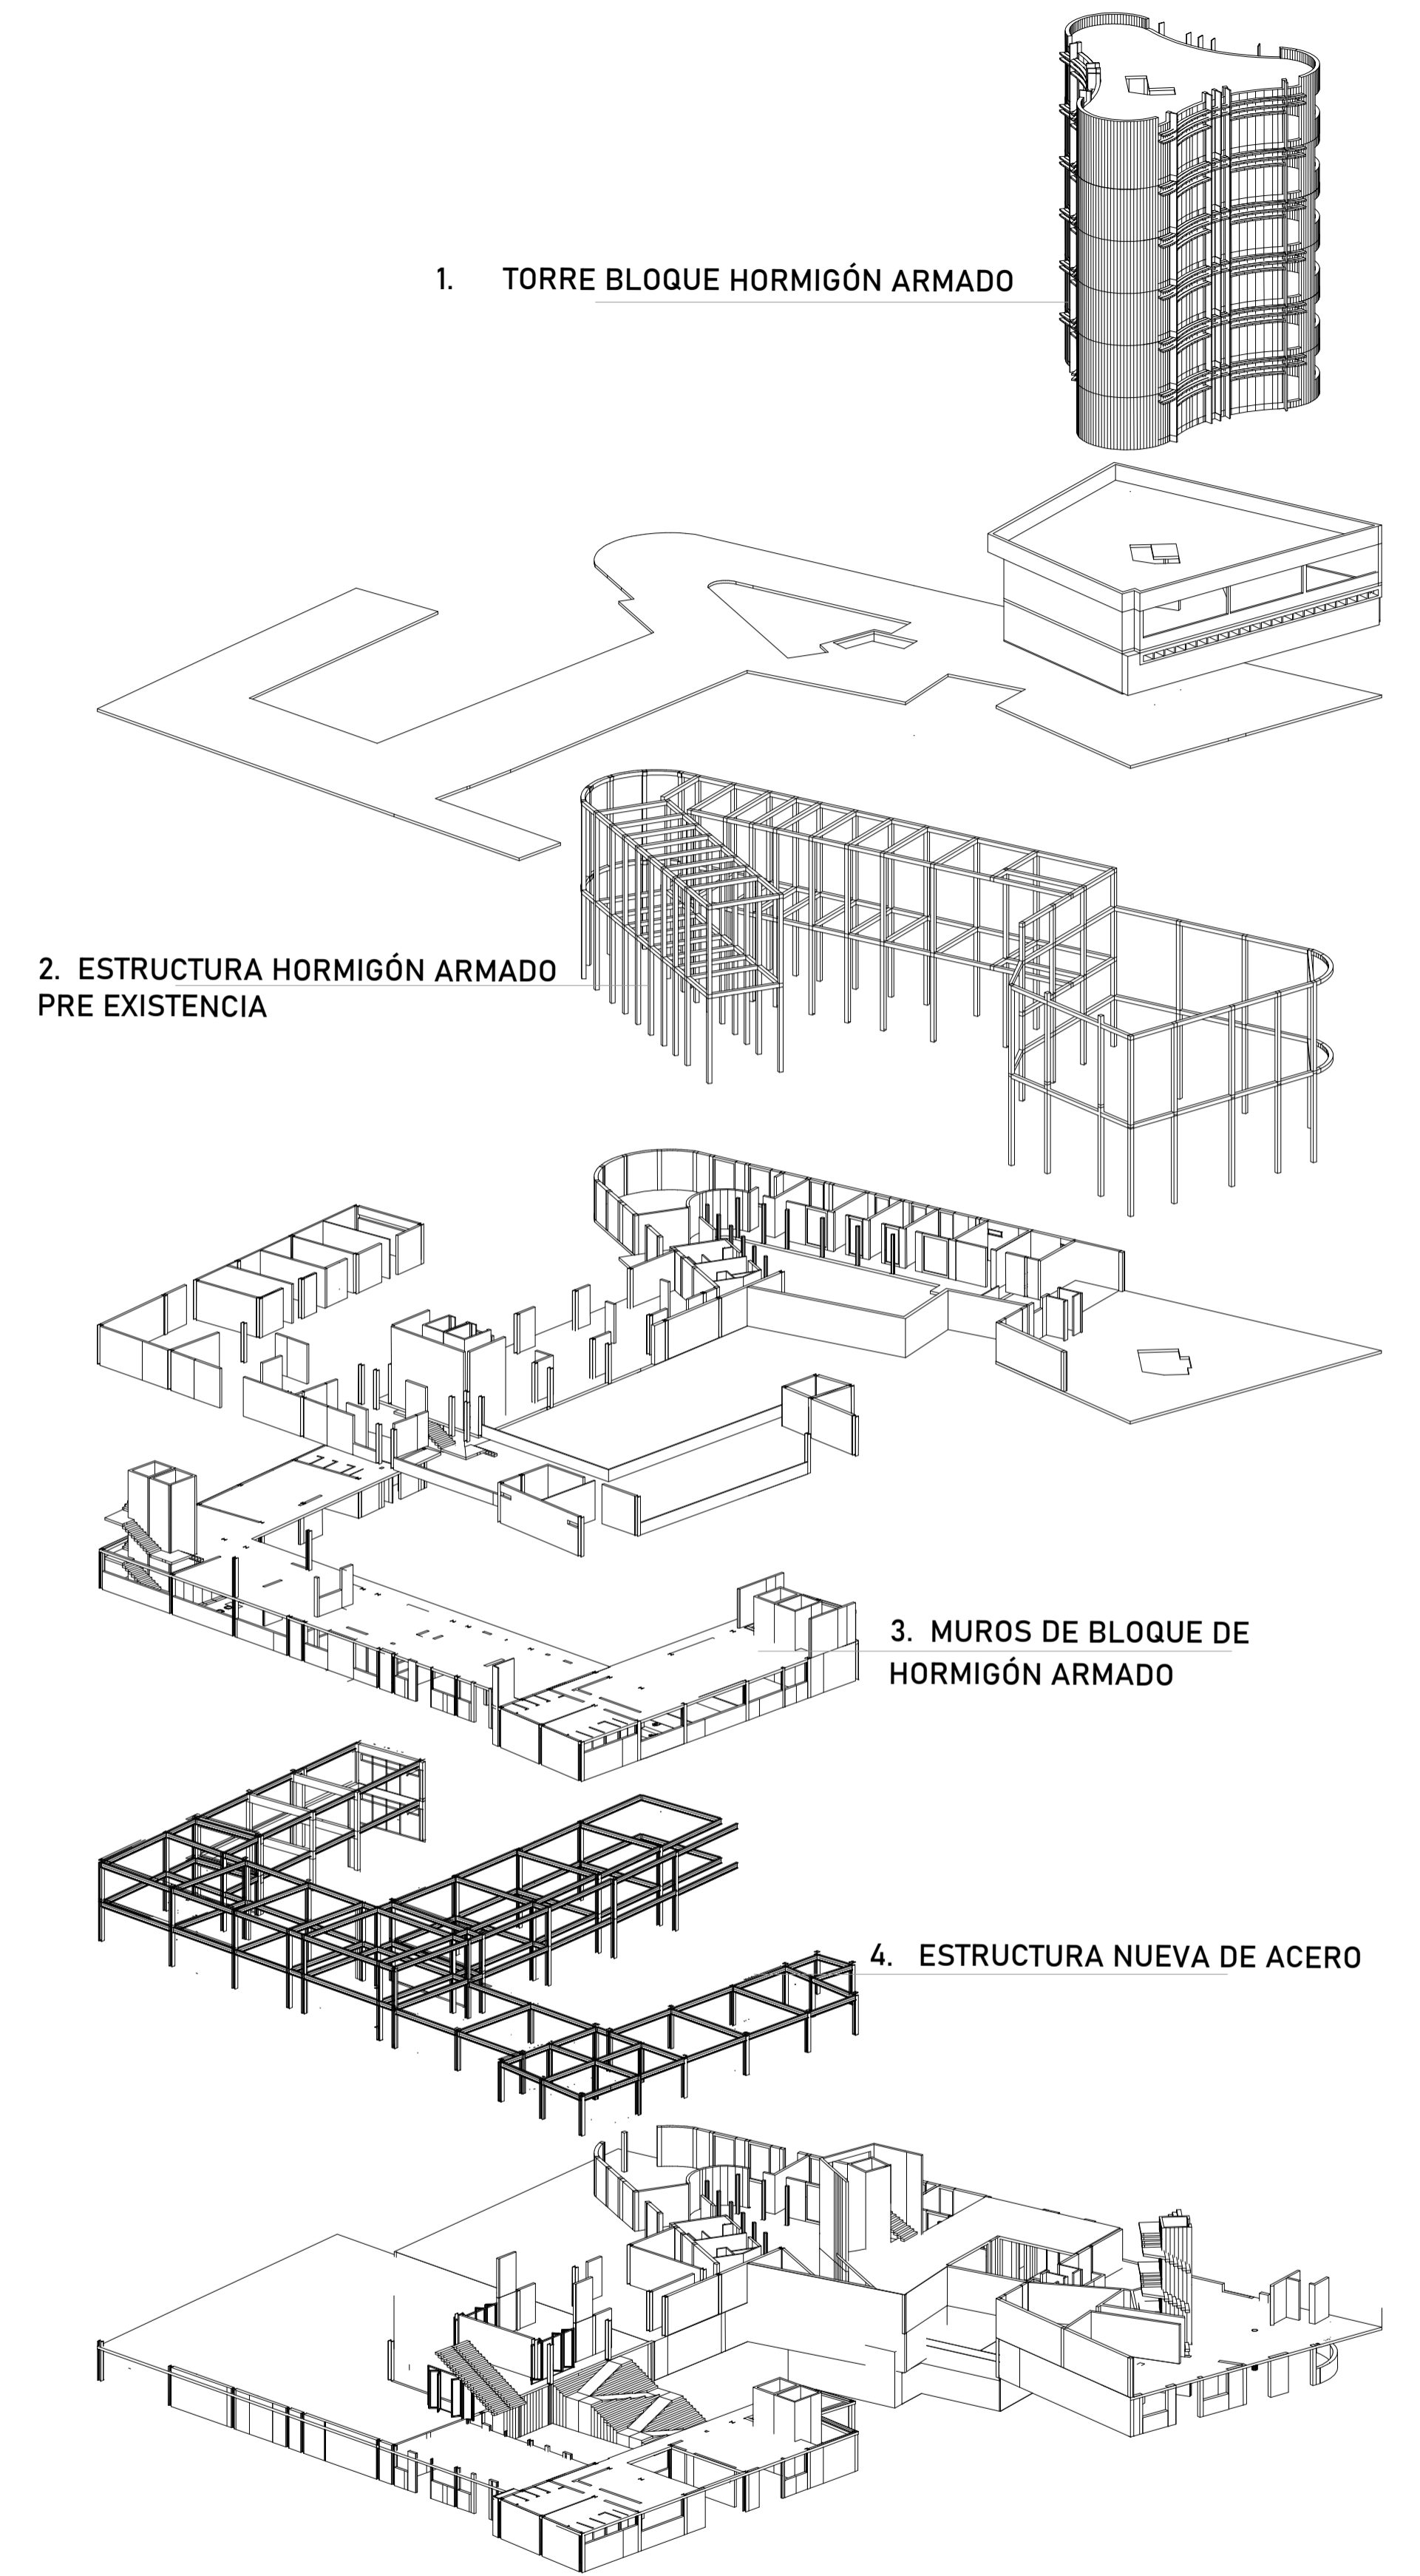 1. TORRE BLOQUE HORMIGÓN ARMADO
2. ESTRUCTURA HORMIGÓN ARMADO
PRE EXISTENCIA
3. MUROS DE BLOQUE DE
HORMIGÓN ARMADO
4. ESTRUCTURA NUEVA DE ACERO